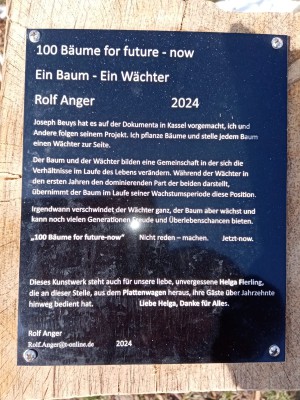 100 Bäume for future - now
Ein Baum - Ein Wächter
Rolf Anger 2024
Joseph Beuys hat es auf der Dokumenta in Kassel vorgemacht, ich und
Andere folgen seinem Projekt. Ich pflanze Bäume und stelle jedem Baum
einen Wächter zur Seite.
Der Baum und der Wächter bilden eine Gemeinschaft in der sich die
Verhältnisse im Laufe des Lebens verändern. Während der Wächter in
den ersten Jahren den dominierenden Part der beiden darstellt,
übernimmt der Baum im Laufe seiner Wachstumsperiode diese Position.
Irgendwann verschwindet der Wächter ganz, der Baum aber wächst und
kann noch vielen Generationen Freude und Überlebenschancen bieten.
„100 Bäume for future-now“ Nicht reden – machen. Jetzt-now.
Dieses Kunstwerk steht auch für unsere liebe, unvergessene Helga Fierling,
die an dieser Stelle, aus dem Plattenwagen heraus, ihre Gäste über Jahrzehnte
hinweg bedient hat. Liebe Helga, Danke für Alles.
Rolf Anger
Rolf.Anger@t-online.de 2024